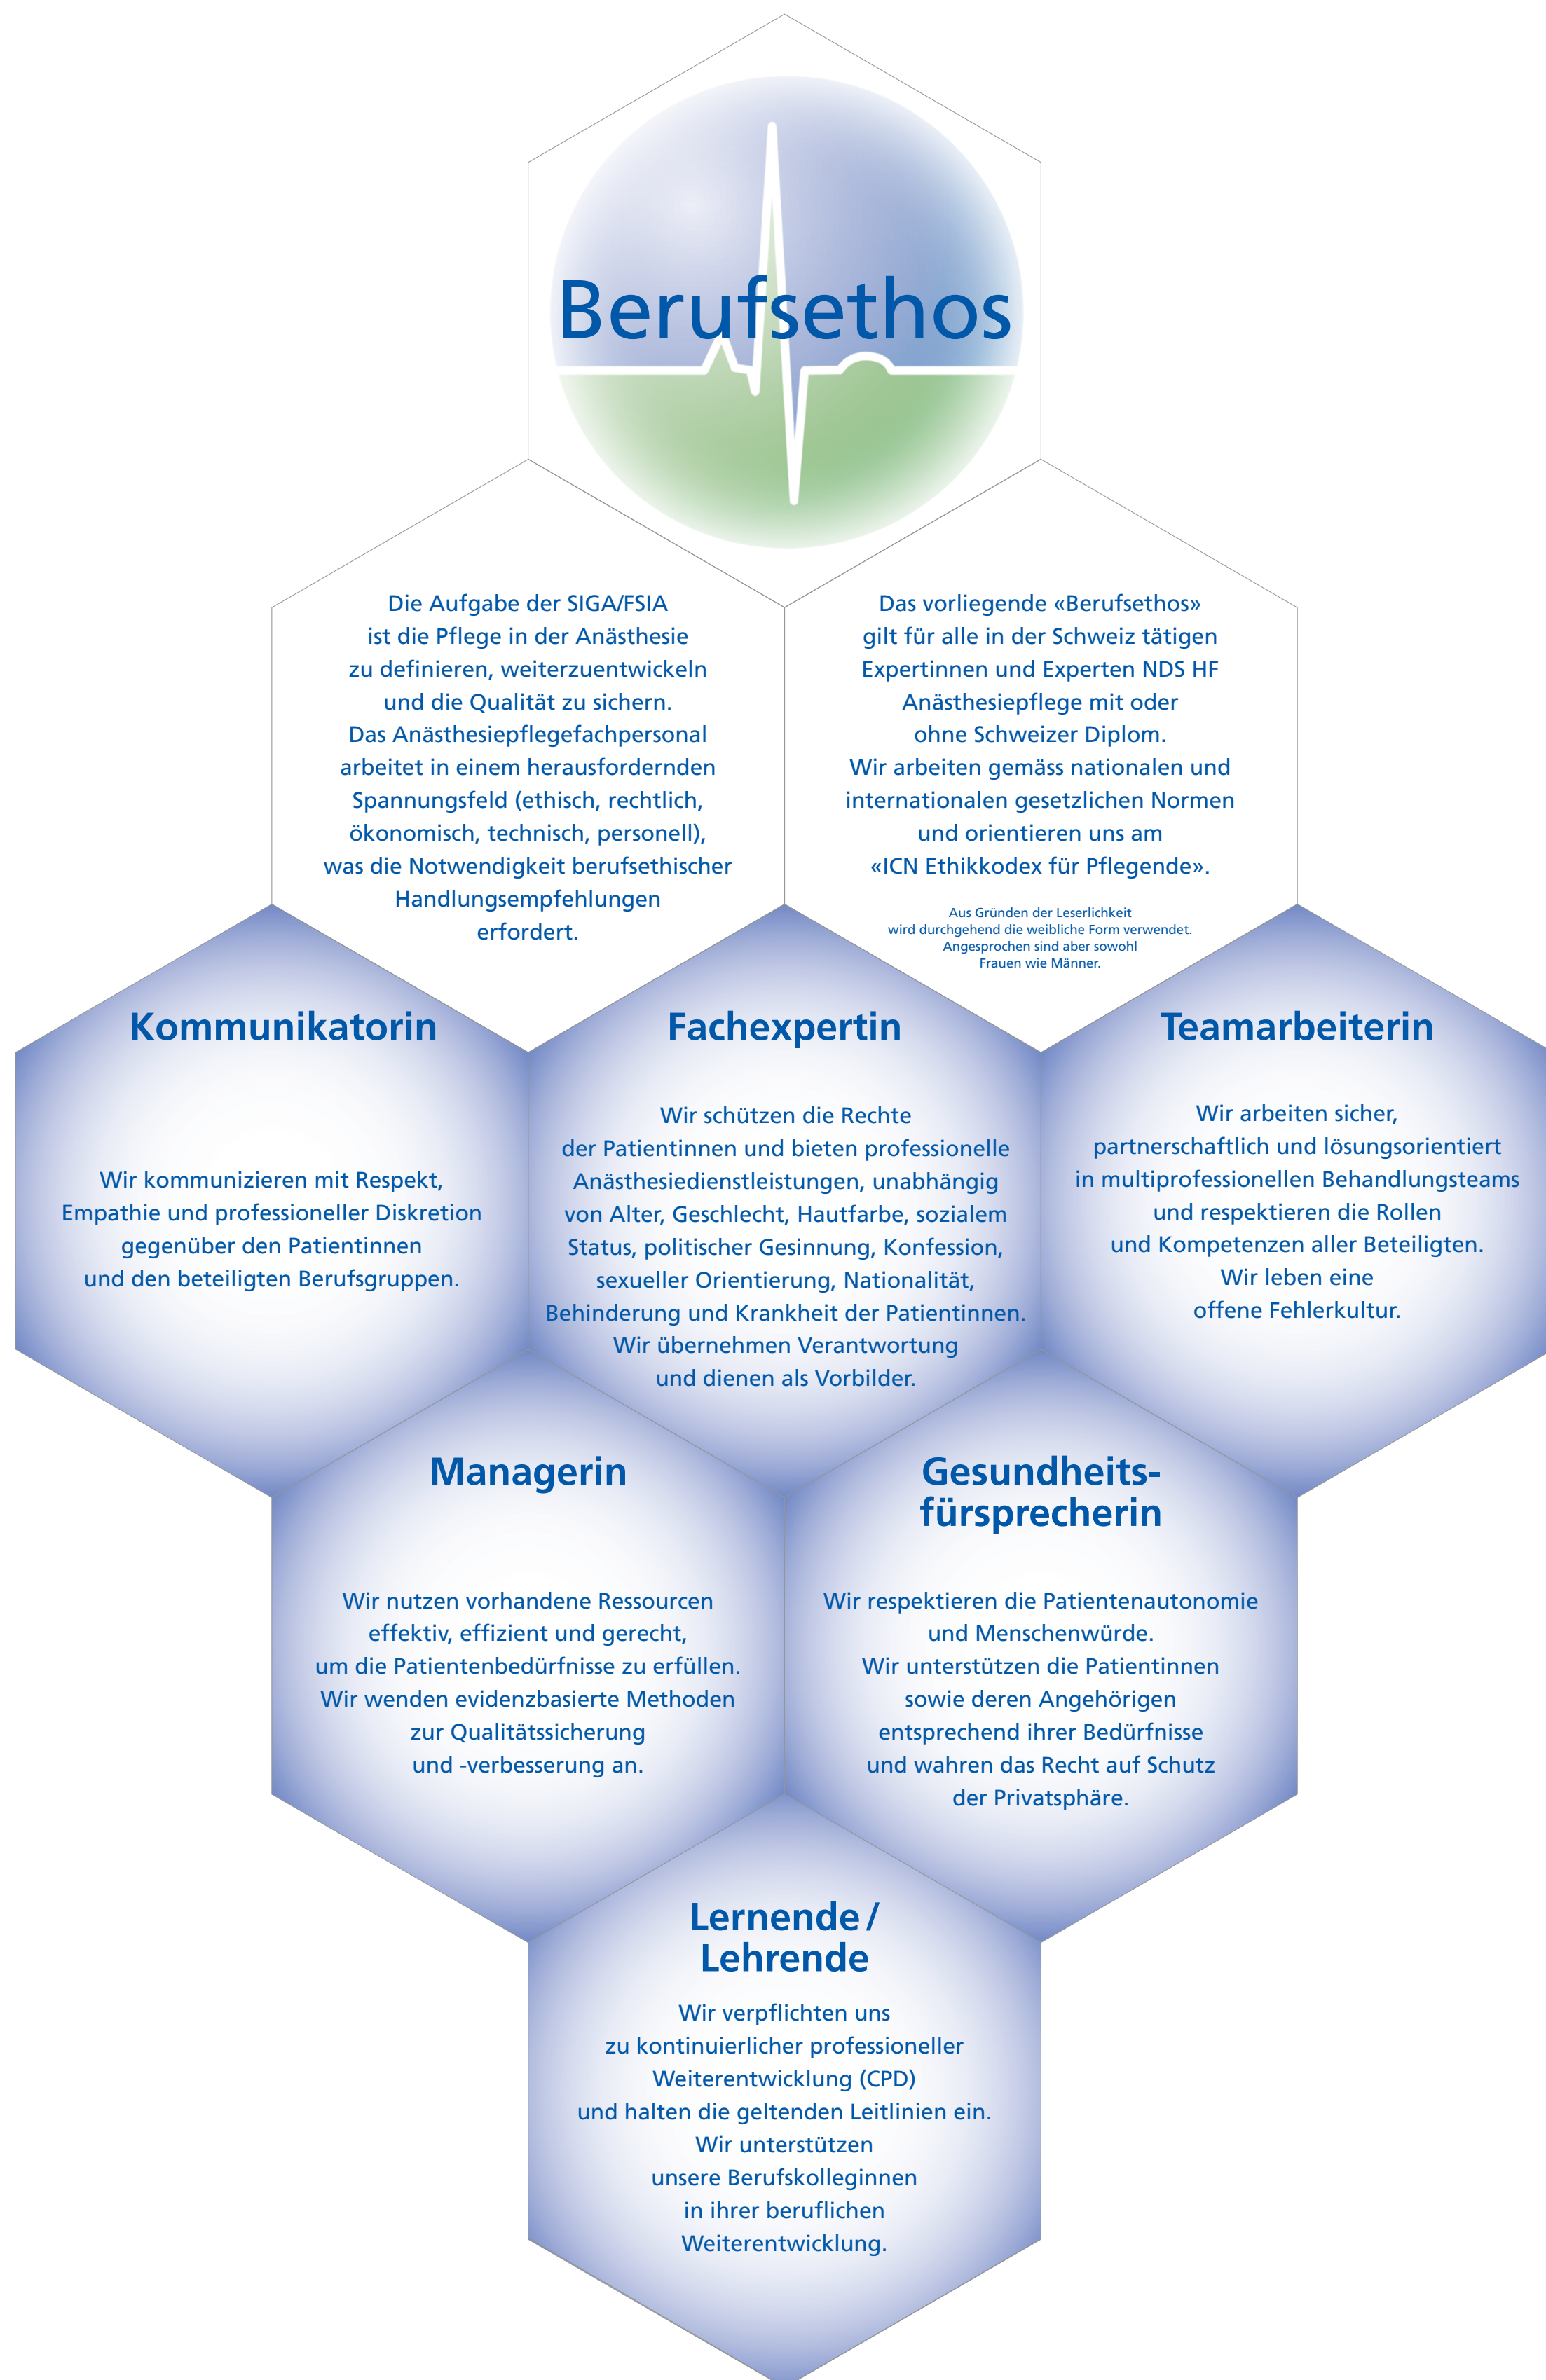 Berufsethos
Die Aufgabe der SIGA/FSIA
ist die Pflege in der Anästhesie
zu definieren, weiterzuentwickeln
und die Qualität zu sichern.
Das Anästhesiepflegefachpersonal
arbeitet in einem herausfordernden
Spannungsfeld (ethisch, rechtlich,
ökonomisch, technisch, personell),
was die Notwendigkeit berufsethischer
Handlungsempfehlungen
erfordert.
Das vorliegende «Berufsethos»
gilt für alle in der Schweiz tätigen
Expertinnen und Experten NDS HF
Anästhesiepflege mit oder
ohne Schweizer Diplom.
Wir arbeiten gemäss nationalen und
internationalen gesetzlichen Normen
und orientieren uns am
«ICN Ethikkodex für Pflegende».
Aus Gründen der Leserlichkeit
wird durchgehend die weibliche Form verwendet.
Angesprochen sind aber sowohl
Frauen wie Männer.
Kommunikatorin
Wir kommunizieren mit Respekt,
Empathie und professioneller Diskretion
gegenüber den Patientinnen
und den beteiligten Berufsgruppen.
Fachexpertin
Wir schützen die Rechte
der Patientinnen und bieten professionelle
Anästhesiedienstleistungen, unabhängig
von Alter, Geschlecht, Hautfarbe, sozialem
Status, politischer Gesinnung, Konfession,
sexueller Orientierung, Nationalität,
Behinderung und Krankheit der Patientinnen.
Wir übernehmen Verantwortung
und dienen als Vorbilder.
Teamarbeiterin
Wir arbeiten sicher,
partnerschaftlich und lösungsorientiert
in multiprofessionellen Behandlungsteams
und respektieren die Rollen
und Kompetenzen aller Beteiligten.
Wir leben eine
offene Fehlerkultur.
Managerin
Wir nutzen vorhandene Ressourcen
effektiv, effizient und gerecht,
um die Patientenbedürfnisse zu erfüllen.
Wir wenden evidenzbasierte Methoden
zur Qualitätssicherung
und -verbesserung an.
Gesundheits-
fürsprecherin
Wir respektieren die Patientenautonomie
und Menschenwürde.
Wir unterstützen die Patientinnen
sowie deren Angehörigen
entsprechend ihrer Bedürfnisse
und wahren das Recht auf Schutz
der Privatsphäre.
Lernende /
Lehrende
Wir verpflichten uns
zu kontinuierlicher professioneller
Weiterentwicklung (CPD)
und halten die geltenden Leitlinien ein.
Wir unterstützen
unsere Berufskolleginnen
in ihrer beruflichen
Weiterentwicklung.